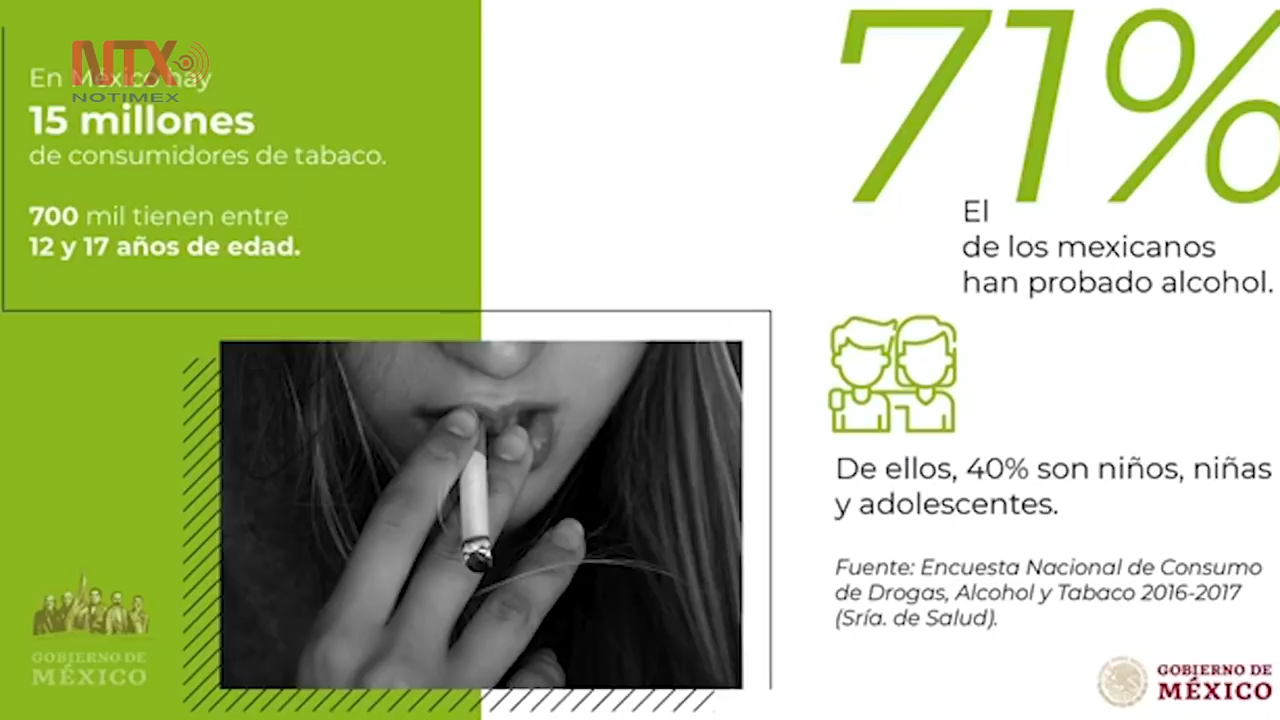 NTX
NOTIMEX
En México hay
15 millones
de consumidores de tabaco.
700 mil tienen entre
12 y 17 años de edad.
GOBIERNO DE
MÉXICO
71%
El
de los mexicanos
han probado alcohol.
De ellos, 40% son niños, niñas
y adolescentes.
Fuente: Encuesta Nacional de Consumo
de Drogas, Alcohol y Tabaco 2016-2017
(Sría. de Salud).
GOBIERNO DE
MÉXICO